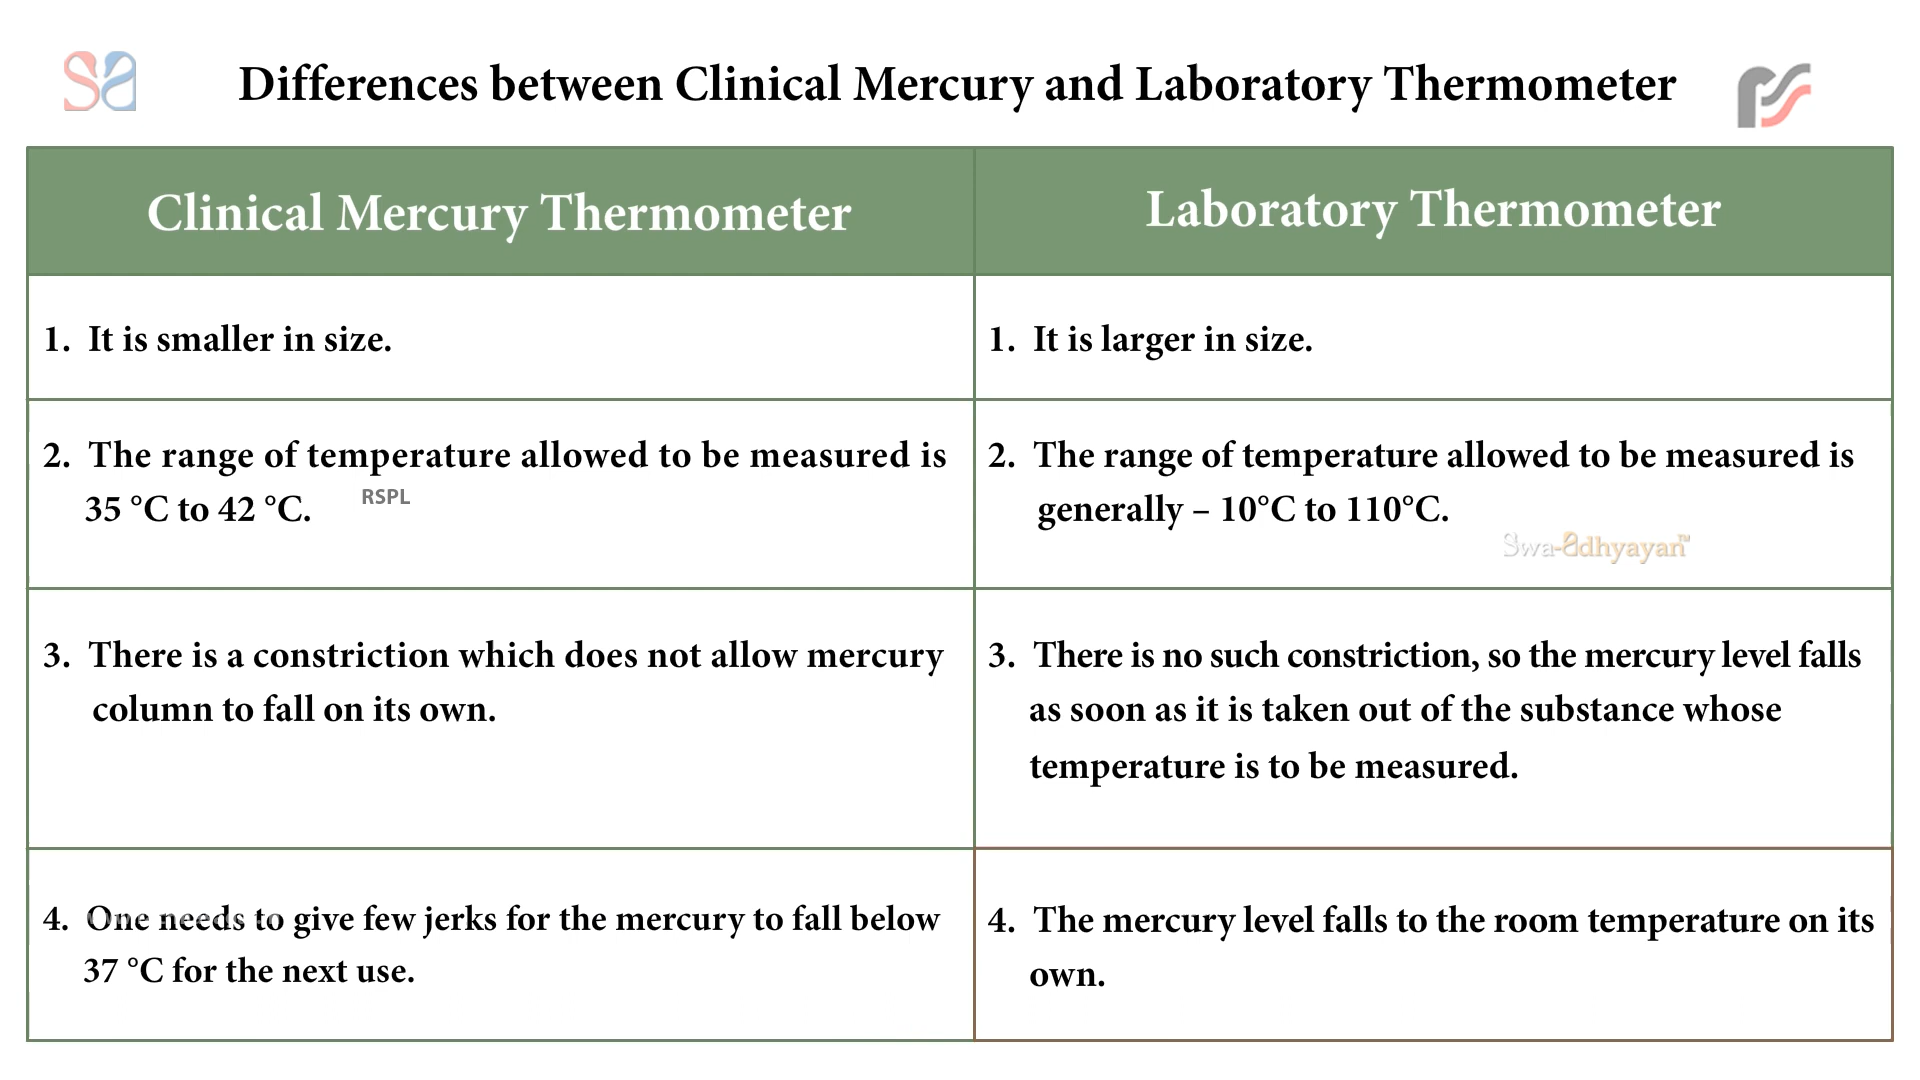 Differences between Clinical Mercury and Laboratory Thermometer
Clinical Mercury Thermometer
Laboratory Thermometer
1. It is smaller in size.
1. It is larger in size.
2. The range of temperature allowed to be measured is
35 °C to 42 °C.
RSPL
2. The range of temperature allowed to be measured is
generally – 10°C to 110°C.
Swa-adhyayan™
3. There is a constriction which does not allow mercury
column to fall on its own.
3. There is no such constriction, so the mercury level falls
as soon as it is taken out of the substance whose
temperature is to be measured.
4. One needs to give few jerks for the mercury to fall below
37 °C for the next use.
4. The mercury level falls to the room temperature on its
own.